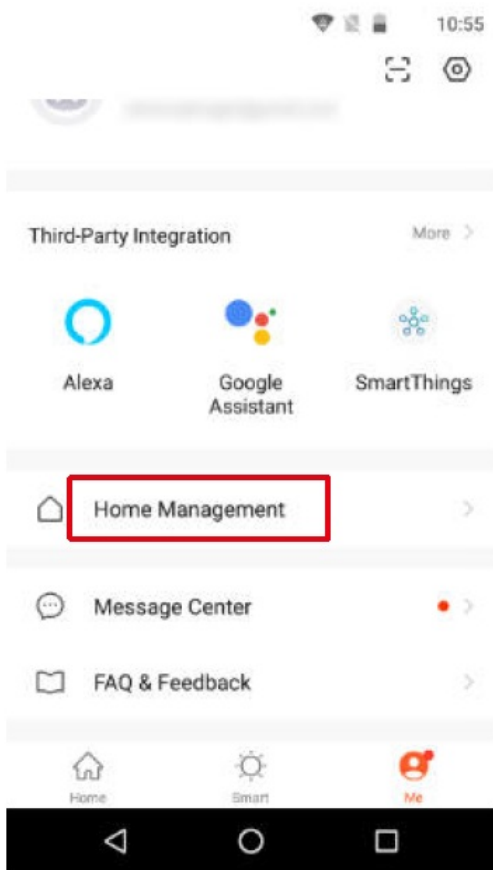 10:55
Third-Party Integration More
Alexa Google Assistant SmartThings
Home Management
Message Center
FAQ & Feedback
Home Smart Me